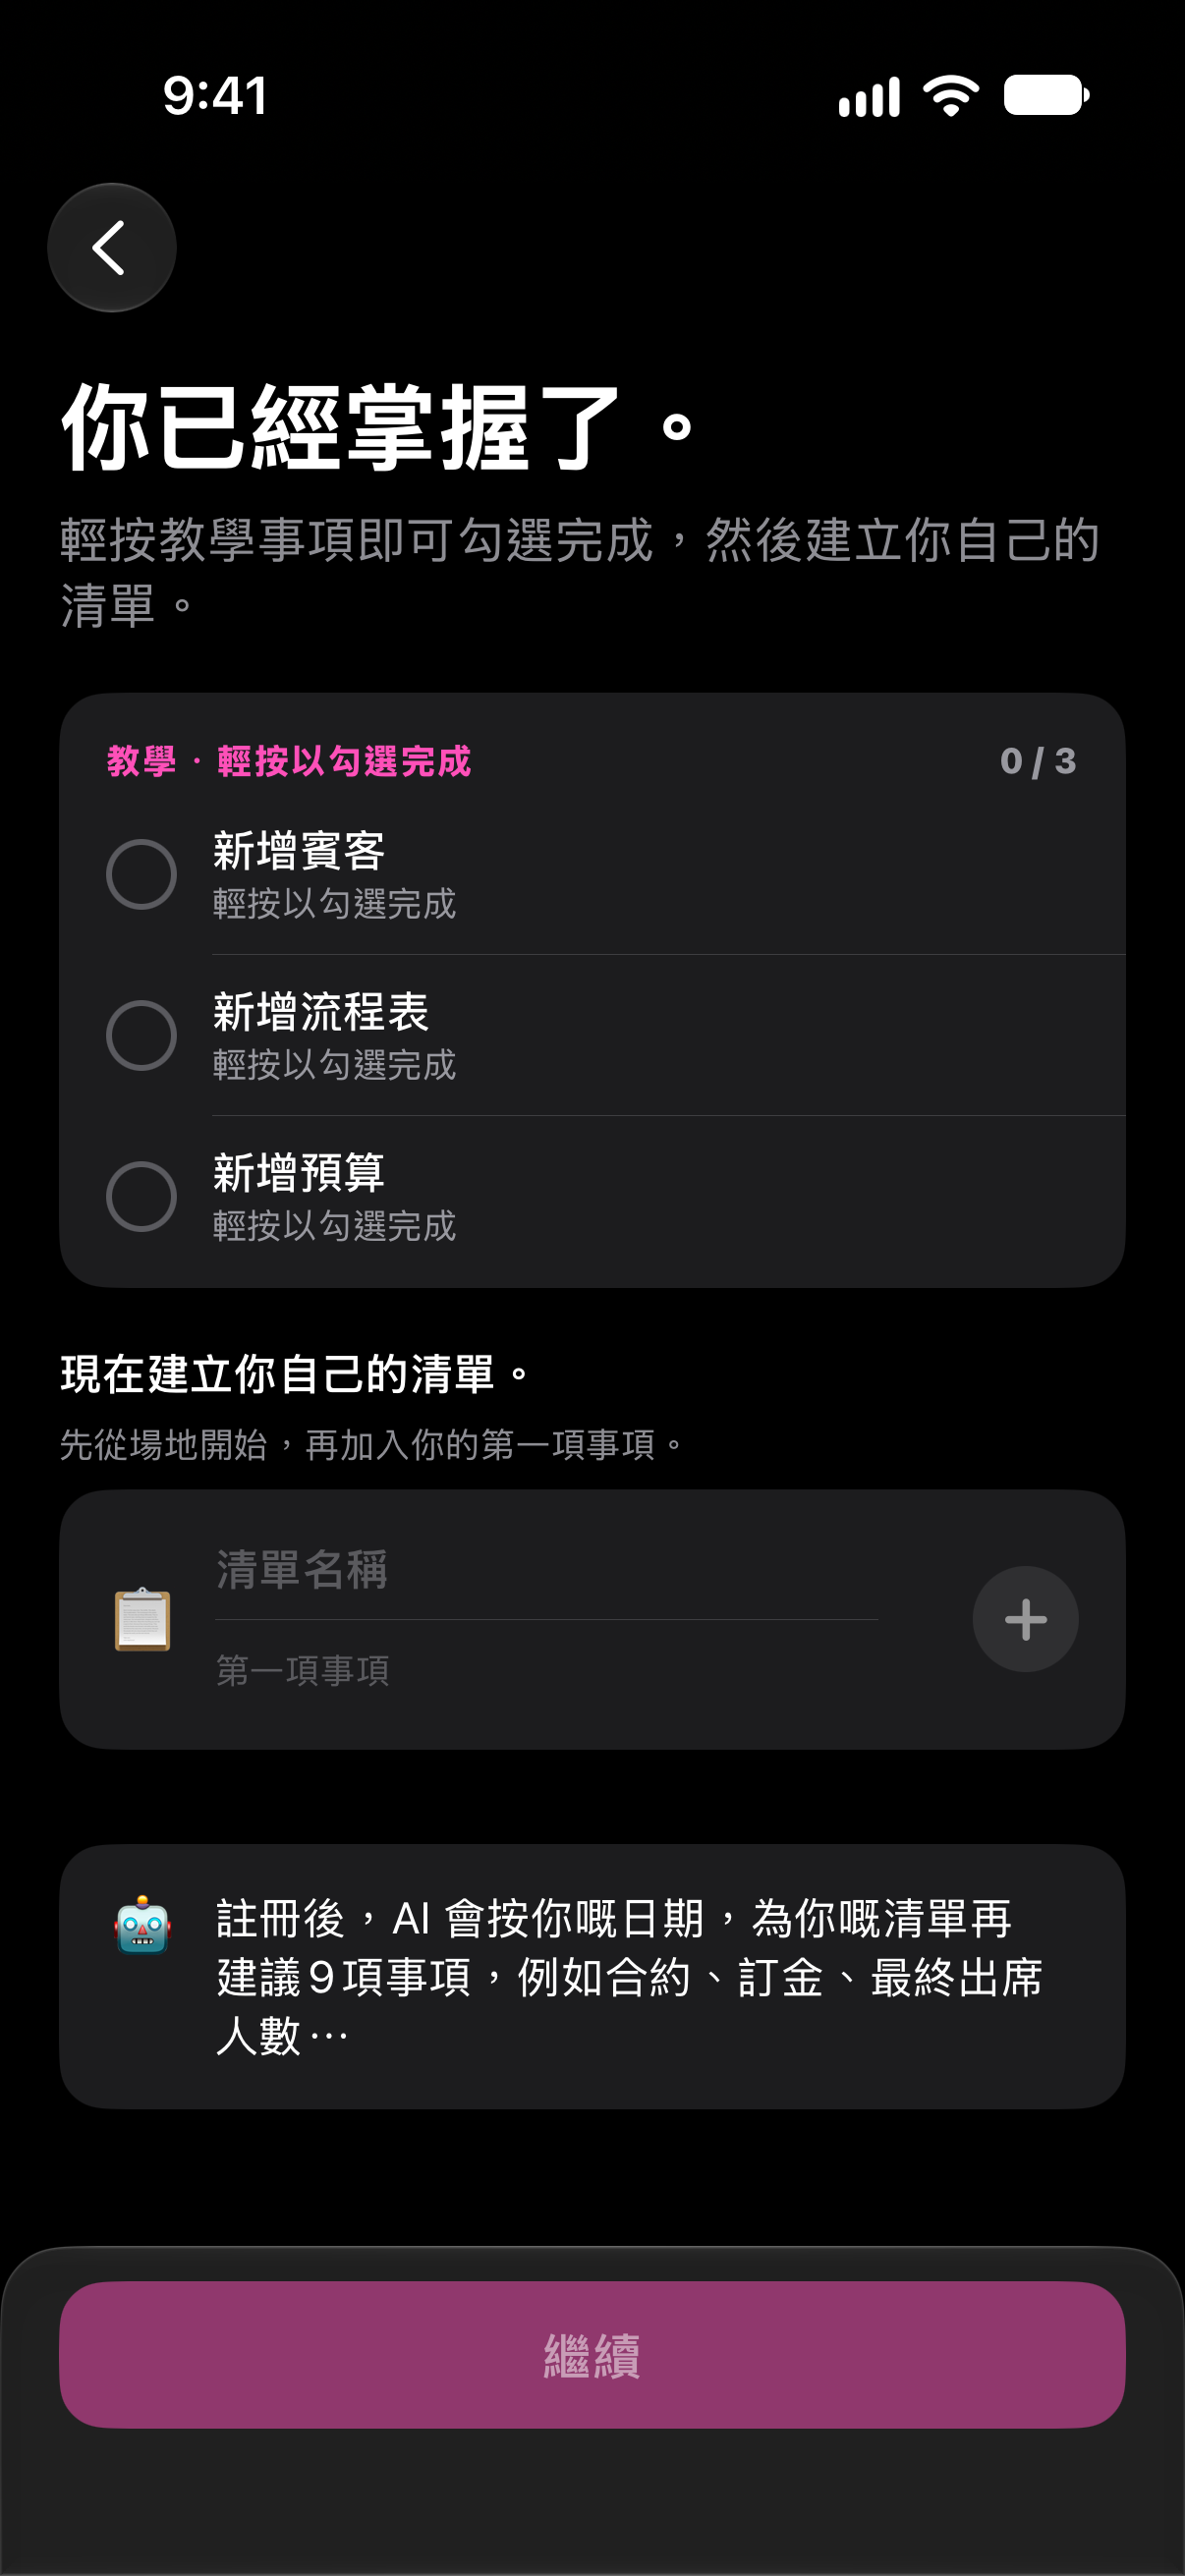 9:41
你已經掌握了。
輕按教學事項即可勾選完成，然後建立你自己的
清單。
教學 · 輕按以勾選完成
0 / 3
新增賓客
輕按以勾選完成
新增流程表
輕按以勾選完成
新增預算
輕按以勾選完成
現在建立你自己的清單。
先從場地開始，再加入你的第一項事項。
清單名稱
第一項事項
註冊後，AI 會按你嘅日期，為你嘅清單再
建議 9 項事項，例如合約、訂金、最終出席
人數…
繼續